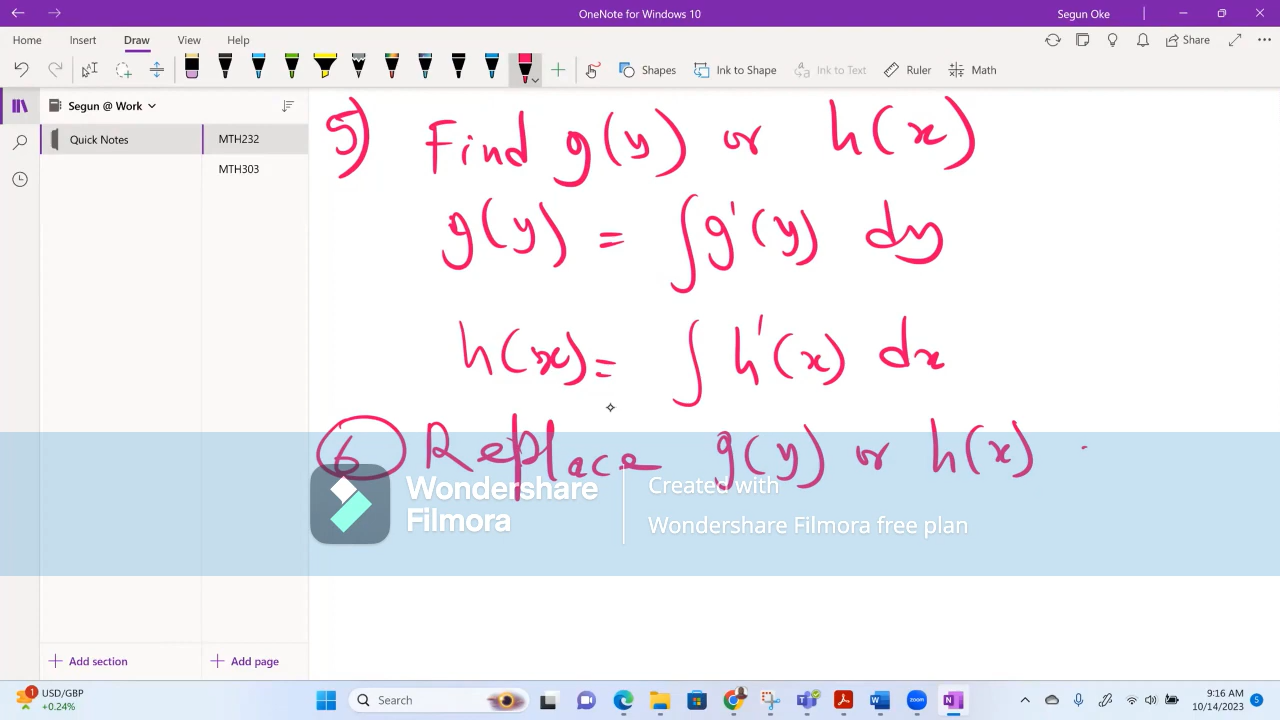 OneNote for Windows 10
Segun Oke
Home Insert Draw View Help
Share
Shapes
Ink to Shape
Ink to Text
Ruler
Math
Segun @ Work
Quick Notes
MTH232
MTH303
5) Find g(y) or h(x)
g(y) = ∫g'(y) dy
h(x) = ∫ h'(x) dx
6 Replace g(y) or h(x)
Wondershare
Filmora
Created with
Wondershare Filmora free plan
Add section
Add page
1
USD/GBP
+0.24%
Search
zoom
9:16 AM
10/14/2023
5